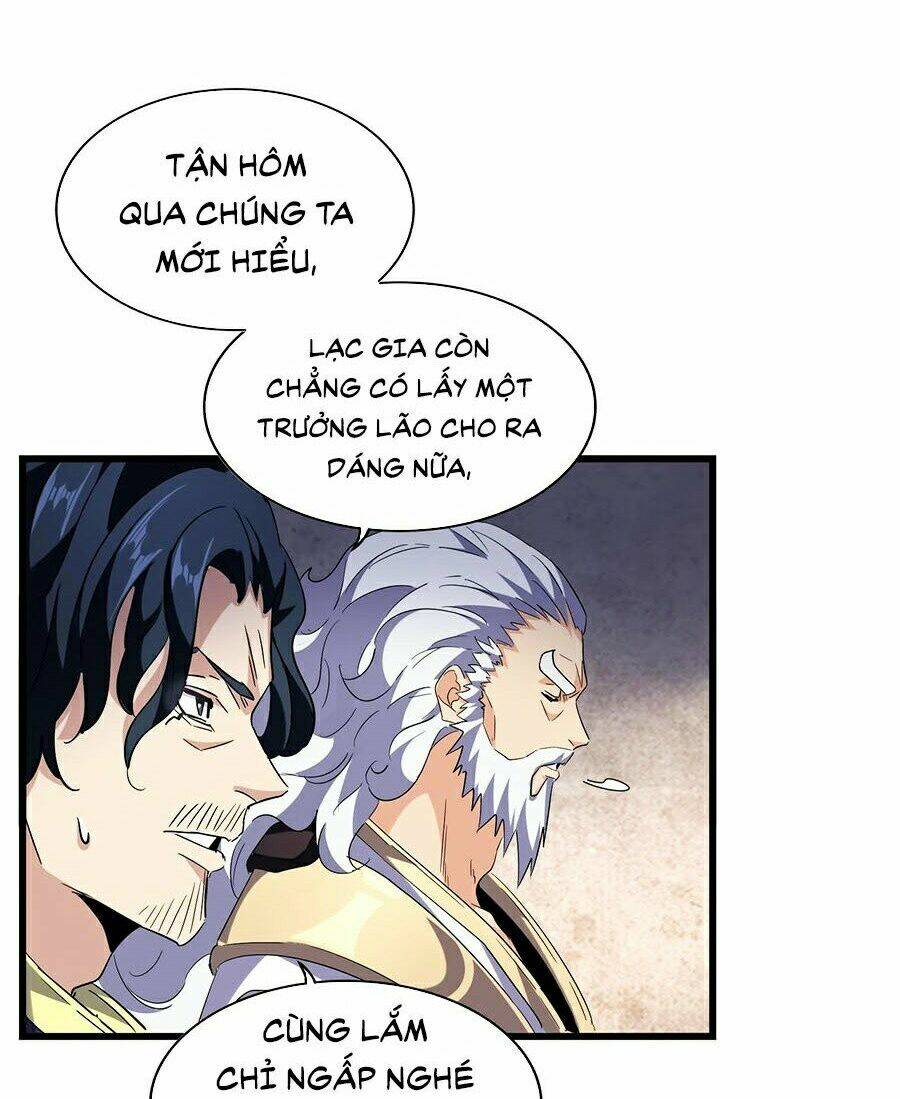 TẬN HÔM
QUA CHÚNG TA
MỚI HIỂU,
LẠC GIA CÒN
CHẲNG CÓ LẤY MỘT
TRƯỞNG LÃO CHO RA
DÁNG NỮA,
CÙNG LẮM
CHỈ NGẤP NGHÉ